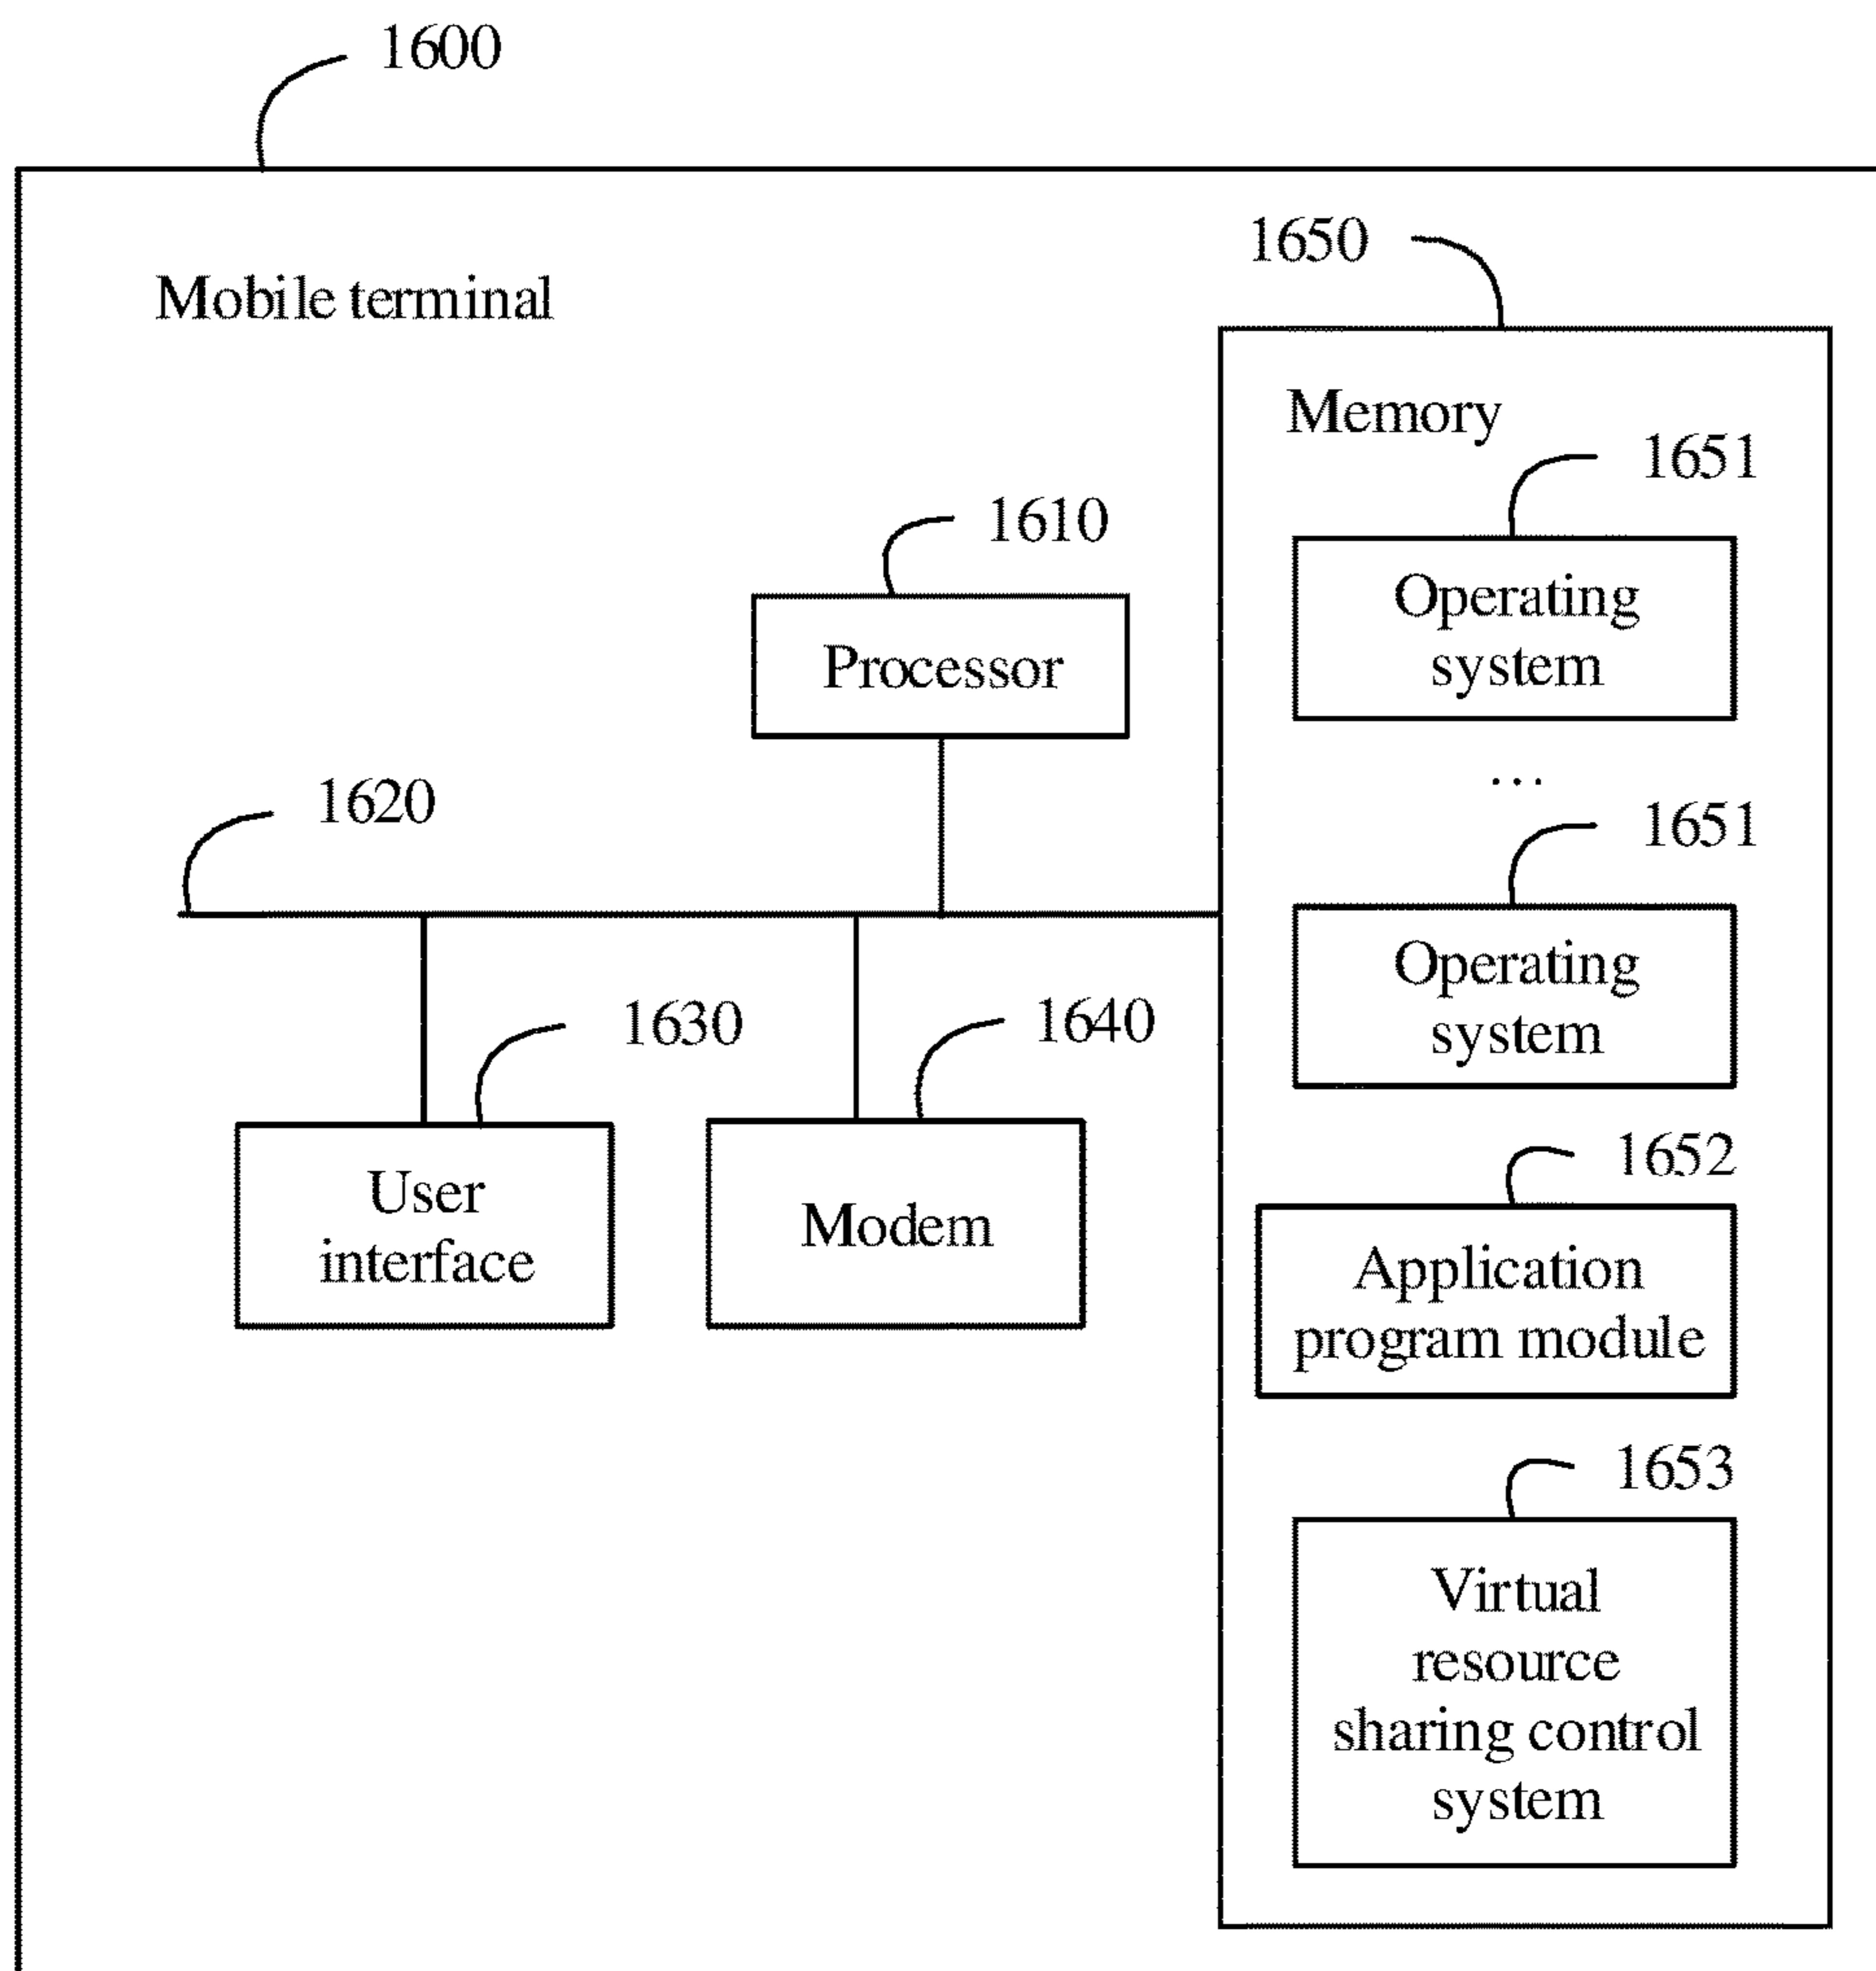 1600
Mobile terminal
1650
Memory
1651
Operating
system
...
1651
Operating
system
1652
Application
program module
1653
Virtual
resource
sharing control
system
1610
Processor
1620
1630
User
interface
1640
Modem